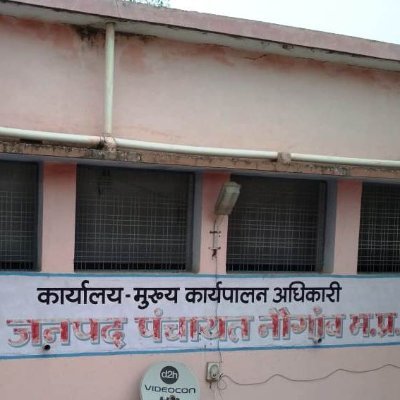 कार्यालय - मुख्य कार्यपालन अधिकारी
जनपद पंचायत नौगांव म.प्र.
d2h
VIDEOCON